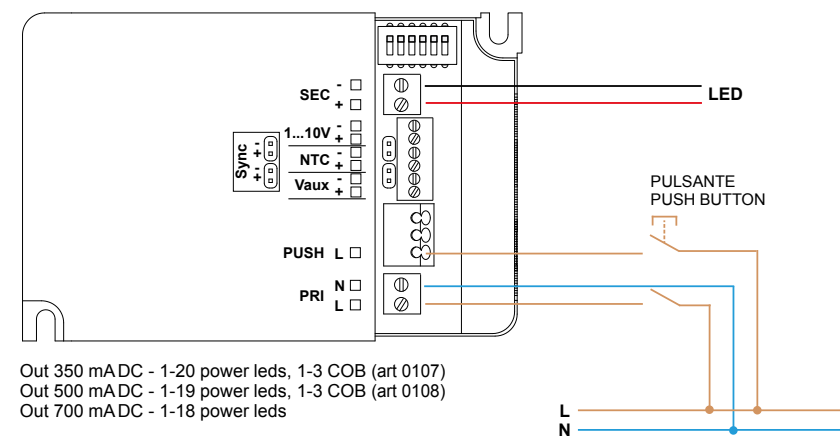 SEC -
+
LED
1...10V -
+
Sync + -
+ -
NTC -
+
Vaux -
+
PULSANTE
PUSH BUTTON
PUSH L
PRI N
L
Out 350 mA DC - 1-20 power leds, 1-3 COB (art 0107)
Out 500 mA DC - 1-19 power leds, 1-3 COB (art 0108)
Out 700 mA DC - 1-18 power leds
L
N